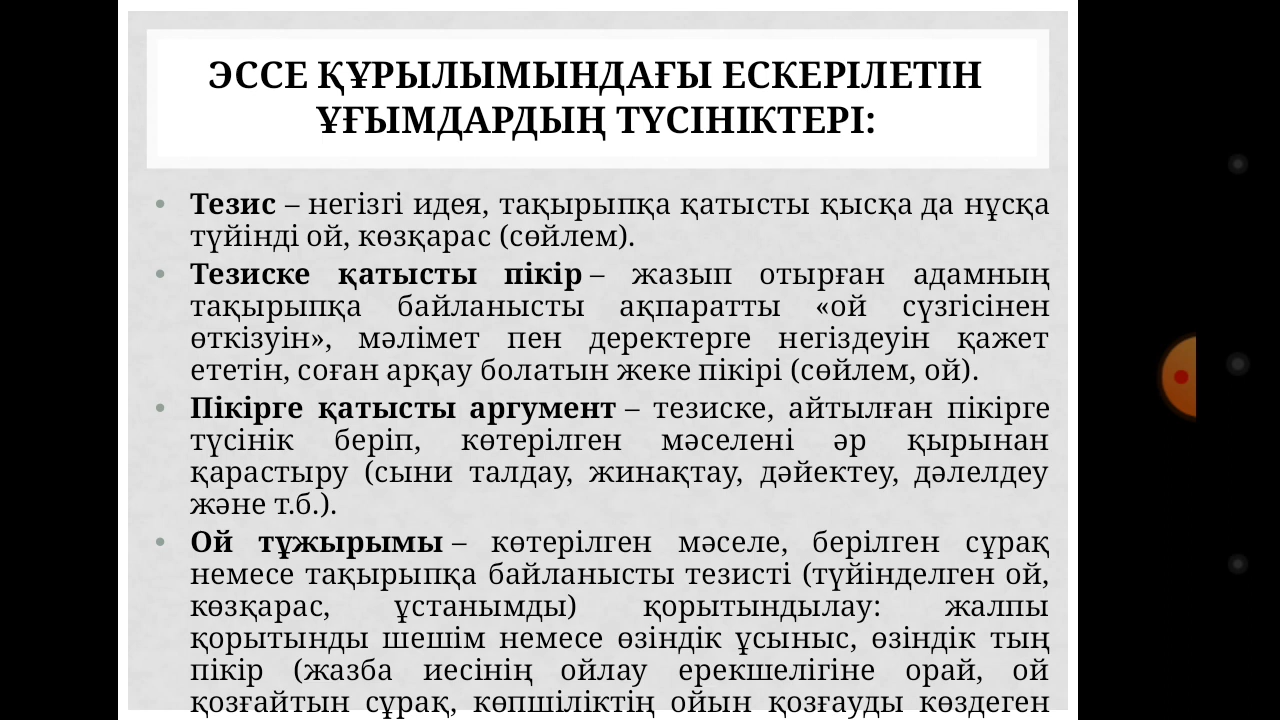 ЭССЕ ҚҰРЫЛЫМЫНДАҒЫ ЕСКЕРІЛЕТІН
ҰҒЫМДАРДЫҢ ТҮСІНІКТЕРІ:
• Тезис – негізгі идея, тақырыпқа қатысты қысқа да нұсқа
түйінді ой, көзқарас (сөйлем).
• Тезиске қатысты пікір – жазып отырған адамның
тақырыпқа байланысты ақпаратты «ой сүзгісінен
өткізуін», мәлімет пен деректерге негіздеуін қажет
ететін, соған арқау болатын жеке пікірі (сөйлем, ой).
• Пікірге қатысты аргумент – тезиске, айтылған пікірге
түсінік беріп, көтерілген мәселені әр қырынан
қарастыру (сыни талдау, жинақтау, дәйектеу, дәлелдеу
және т.б.).
• Ой тұжырымы – көтерілген мәселе, берілген сұрақ
немесе тақырыпқа байланысты тезисті (түйінделген ой,
көзқарас, ұстанымды) қорытындылау: жалпы
қорытынды шешім немесе өзіндік ұсыныс, өзіндік тың
пікір (жазба иесінің ойлау ерекшелігіне орай, ой
қозғайтын сұрақ, көпшіліктің ойын қозғауды көздеген